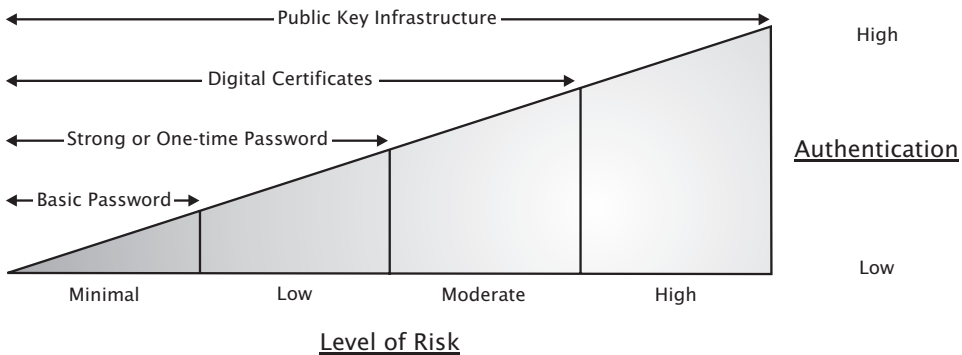 Public Key Infrastructure
High
Digital Certificates
Strong or One-time Password
Authentication
Basic Password
Low
Minimal
Low
Moderate
High
Level of Risk